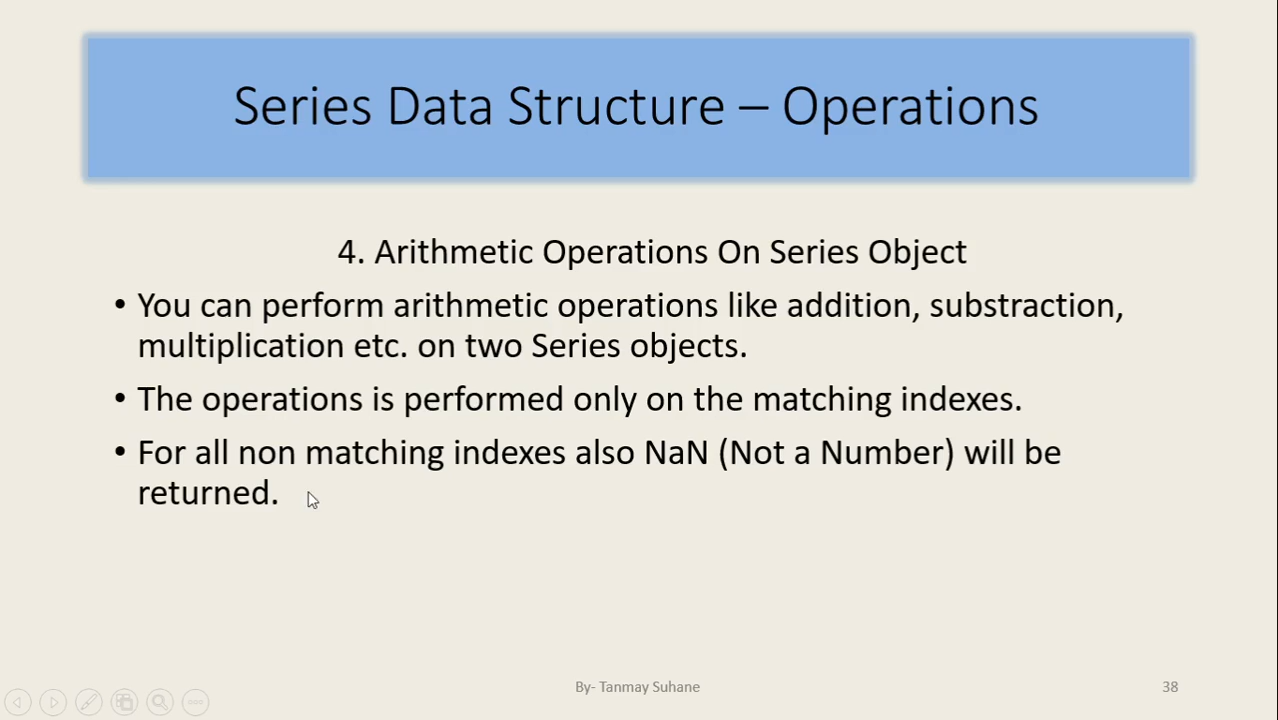 Series Data Structure – Operations
4. Arithmetic Operations On Series Object
• You can perform arithmetic operations like addition, substraction,
multiplication etc. on two Series objects.
• The operations is performed only on the matching indexes.
• For all non matching indexes also NaN (Not a Number) will be
returned.
By- Tanmay Suhane
38